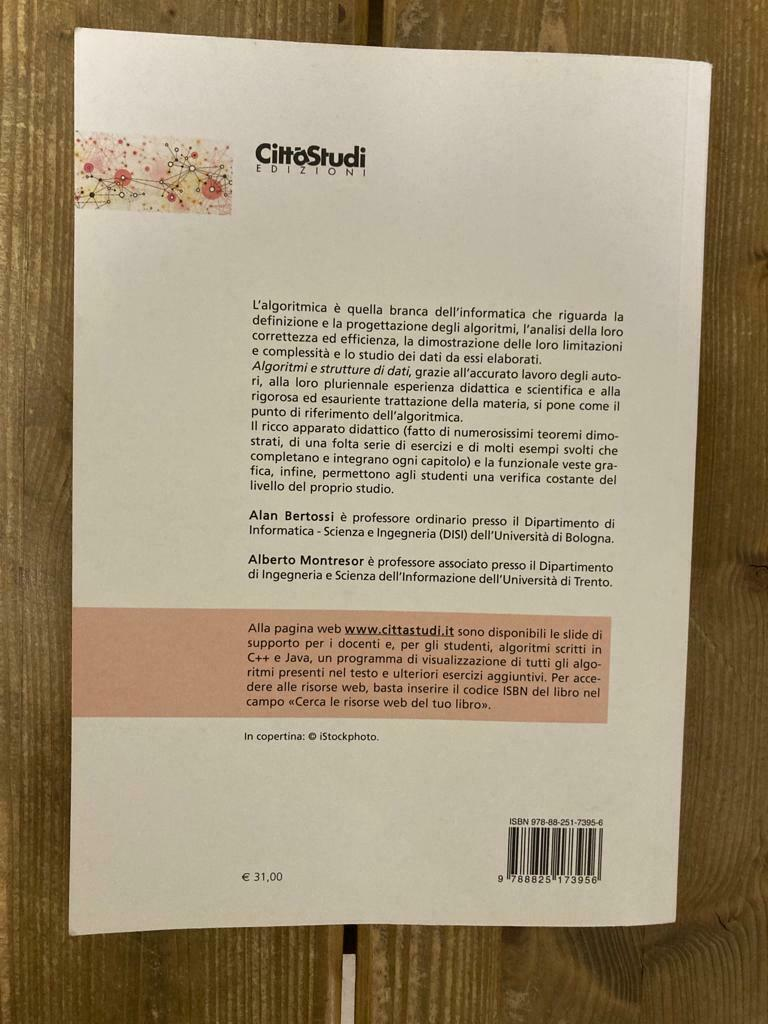 CittàStudi
EDIZIONI
L'algoritmica è quella branca dell'informatica che riguarda la
definizione e la progettazione degli algoritmi, l'analisi della loro
correttezza ed efficienza, la dimostrazione delle loro limitazioni
e complessità e lo studio dei dati da essi elaborati.
Algoritmi e strutture di dati, grazie all'accurato lavoro degli auto-
ri, alla loro pluriennale esperienza didattica e scientifica e alla
rigorosa ed esauriente trattazione della materia, si pone come il
punto di riferimento dell'algoritmica.
Il ricco apparato didattico (fatto di numerosissimi teoremi dimo-
strati, di una folta serie di esercizi e di molti esempi svolti che
completano e integrano ogni capitolo) e la funzionale veste gra-
fica, infine, permettono agli studenti una verifica costante del
livello del proprio studio.
Alan Bertossi è professore ordinario presso il Dipartimento di
Informatica - Scienza e Ingegneria (DISI) dell'Università di Bologna.
Alberto Montresor è professore associato presso il Dipartimento
di Ingegneria e Scienza dell'Informazione dell'Università di Trento.
Alla pagina web www.cittastudi.it sono disponibili le slide di
supporto per i docenti e, per gli studenti, algoritmi scritti in
C++ e Java, un programma di visualizzazione di tutti gli algo-
ritmi presenti nel testo e ulteriori esercizi aggiuntivi. Per acce-
dere alle risorse web, basta inserire il codice ISBN del libro nel
campo «Cerca le risorse web del tuo libro».
In copertina: © iStockphoto.
ISBN 978-88-251-7395-6
9 788825 173956
€ 31,00